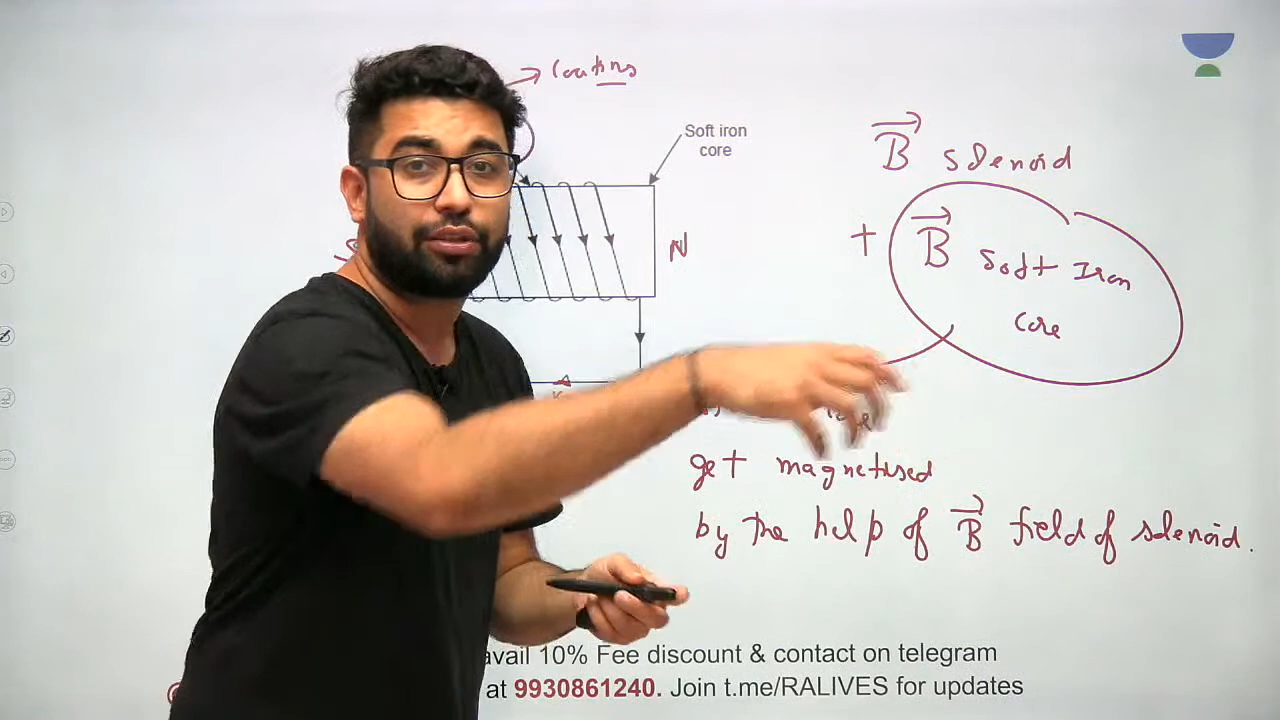 Coating
Soft iron
core
S
N
B solenoid
+ B Soft Iron
Core
get magnetised
by the help of B field of solenoid.
avail 10% Fee discount & contact on telegram
at 9930861240. Join t.me/RALIVES for updates